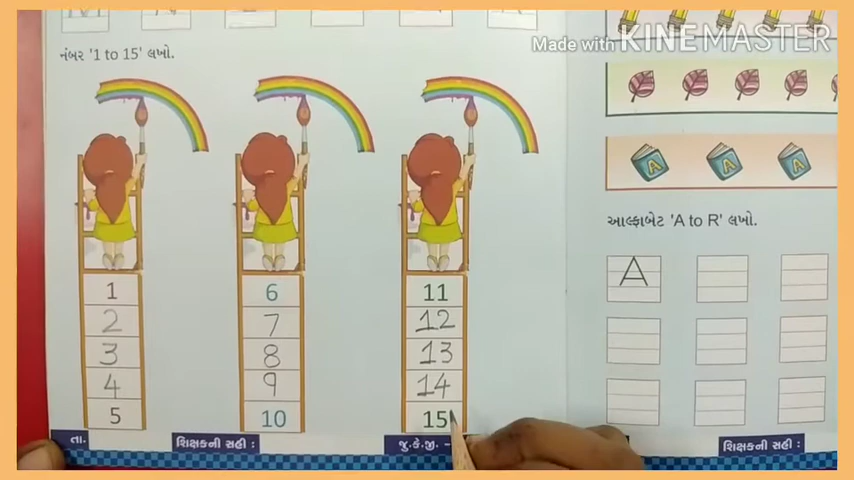 Made with KINEMASTER
નંબર '1 to 15' લખો.
1 6 11
2 7 12
3 8 13
4 9 14
5 10 15
તા. શિક્ષકની સહી : જુ.કે.જી. –
A A A
આલ્ફાબેટ 'A to R' લખો.
A
શિક્ષકની સહી :